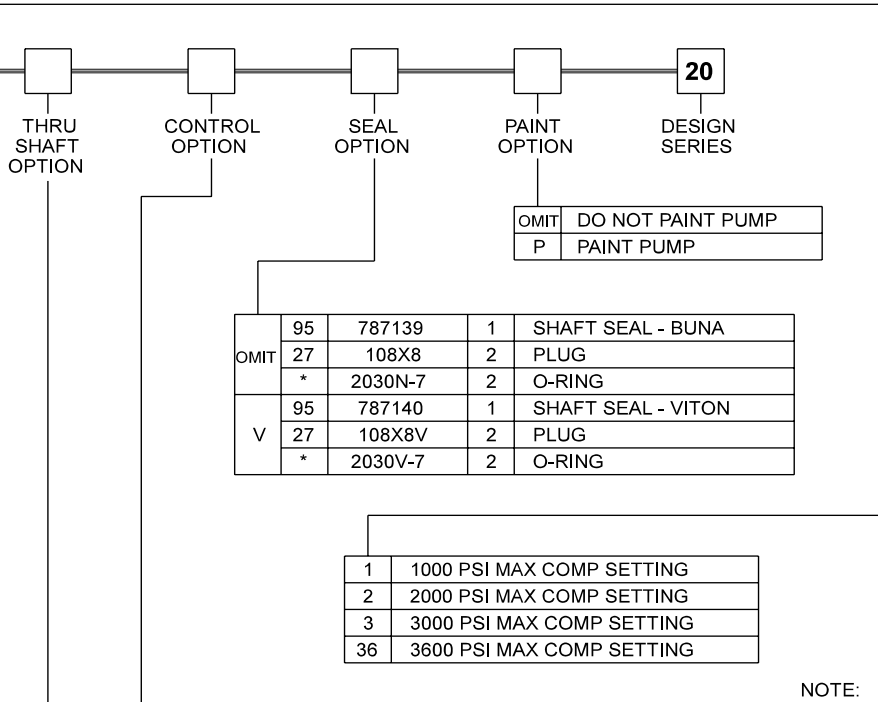 20
THRU
SHAFT
OPTION
CONTROL
OPTION
SEAL
OPTION
PAINT
OPTION
DESIGN
SERIES
OMIT DO NOT PAINT PUMP
P PAINT PUMP
OMIT
95 787139 1 SHAFT SEAL - BUNA
27 108X8 2 PLUG
* 2030N-7 2 O-RING
V
95 787140 1 SHAFT SEAL - VITON
27 108X8V 2 PLUG
* 2030V-7 2 O-RING
1 1000 PSI MAX COMP SETTING
2 2000 PSI MAX COMP SETTING
3 3000 PSI MAX COMP SETTING
36 3600 PSI MAX COMP SETTING
NOTE: